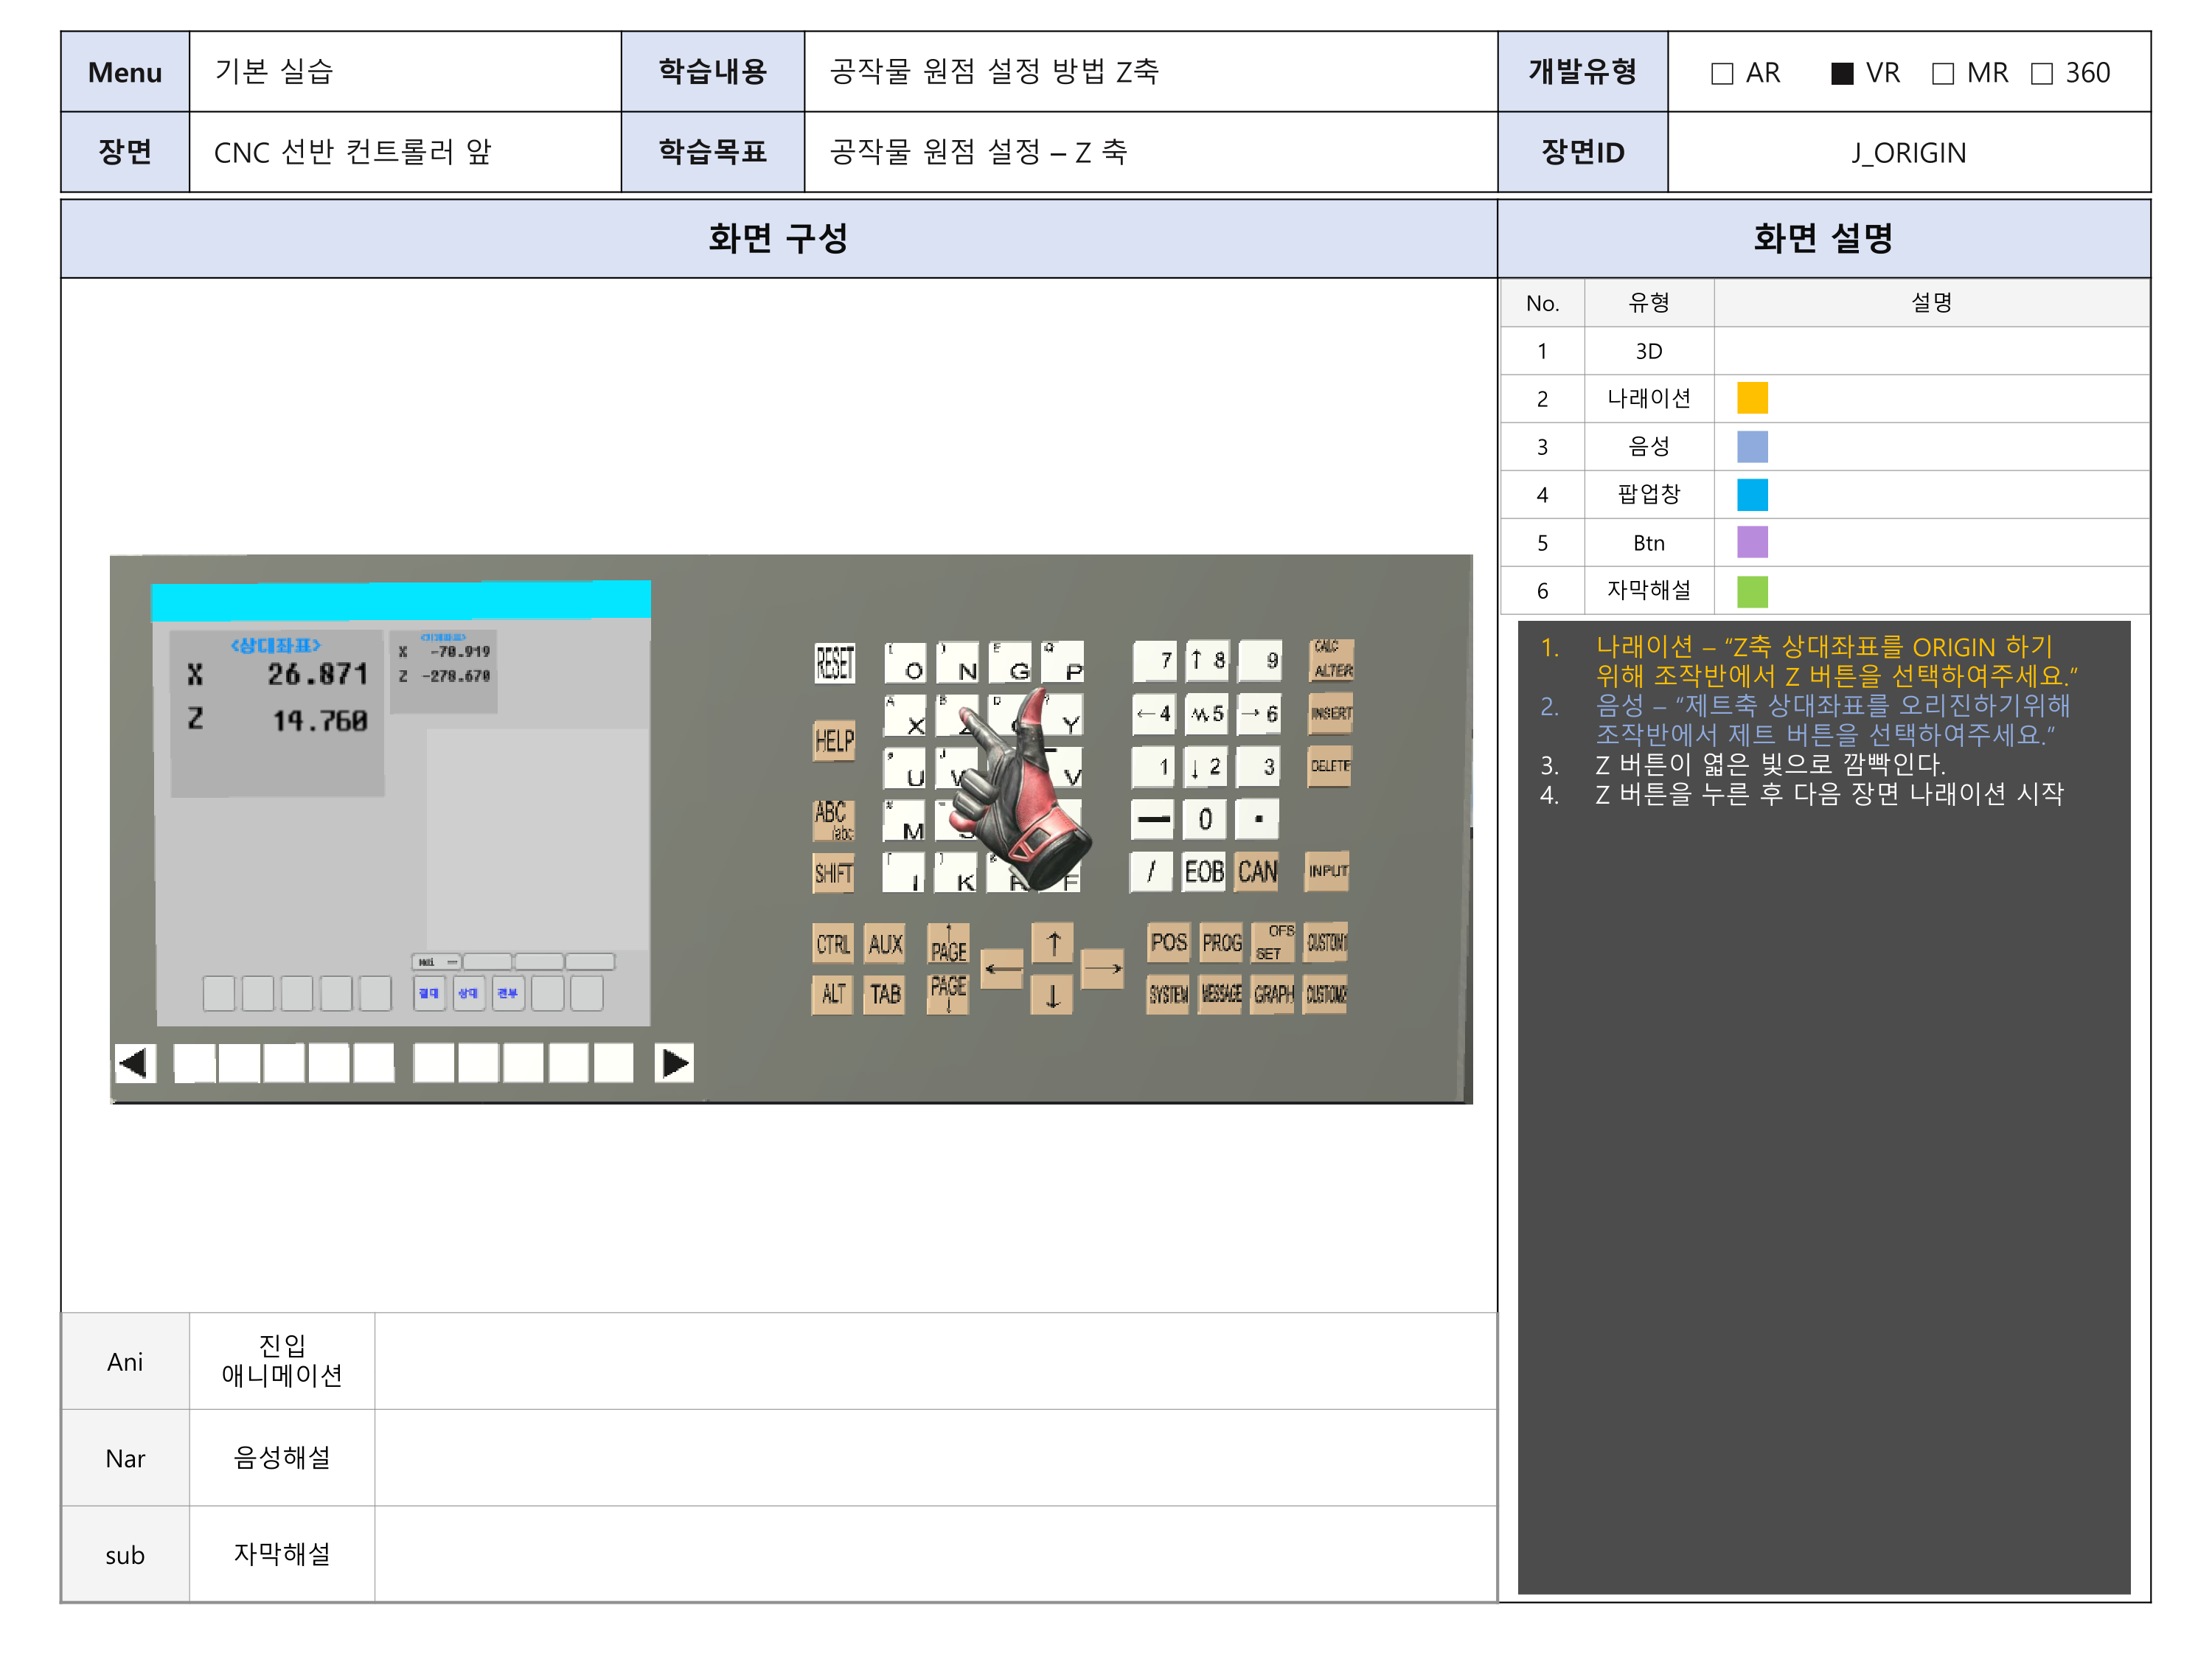 Menu 기본 실습 학습내용 공작물 원점 설정 방법 Z축 개발유형 □ AR ■ VR □ MR □ 360
장면 CNC 선반 컨트롤러 앞 학습목표 공작물 원점 설정 – Z 축 장면ID J_ORIGIN
화면 구성 화면 설명
No. 유형 설명
1 3D
2 나래이션
3 음성
4 팝업창
5 Btn
6 자막해설
1. 나래이션 – “Z축 상대좌표를 ORIGIN 하기
위해 조작반에서 Z 버튼을 선택하여주세요.“
2. 음성 – “제트축 상대좌표를 오리진하기위해
조작반에서 제트 버튼을 선택하여주세요.”
3. Z 버튼이 엷은 빛으로 깜빡인다.
4. Z 버튼을 누른 후 다음 장면 나래이션 시작
<상대좌표>
X 26.871
Z 14.760
<기계좌표>
X -70.919
Z -278.670
절대 상대 전부
◀ ▶
RESET O N G P 7 ↑ 8 9 CALC ALTER
HELP X Y ← 4 5 → 6 INSERT
U V 1 ↓ 2 3 DELETE
ABC /abc M — 0 .
SHIFT I K R F / EOB CAN INPUT
CTRL AUX ↑ PAGE ← ↑ → POS PROG OFS SET CUSTOM1
ALT TAB PAGE ↓ ↓ SYSTEM MESSAGE GRAPH CUSTOM2
Ani 진입
애니메이션
Nar 음성해설
sub 자막해설